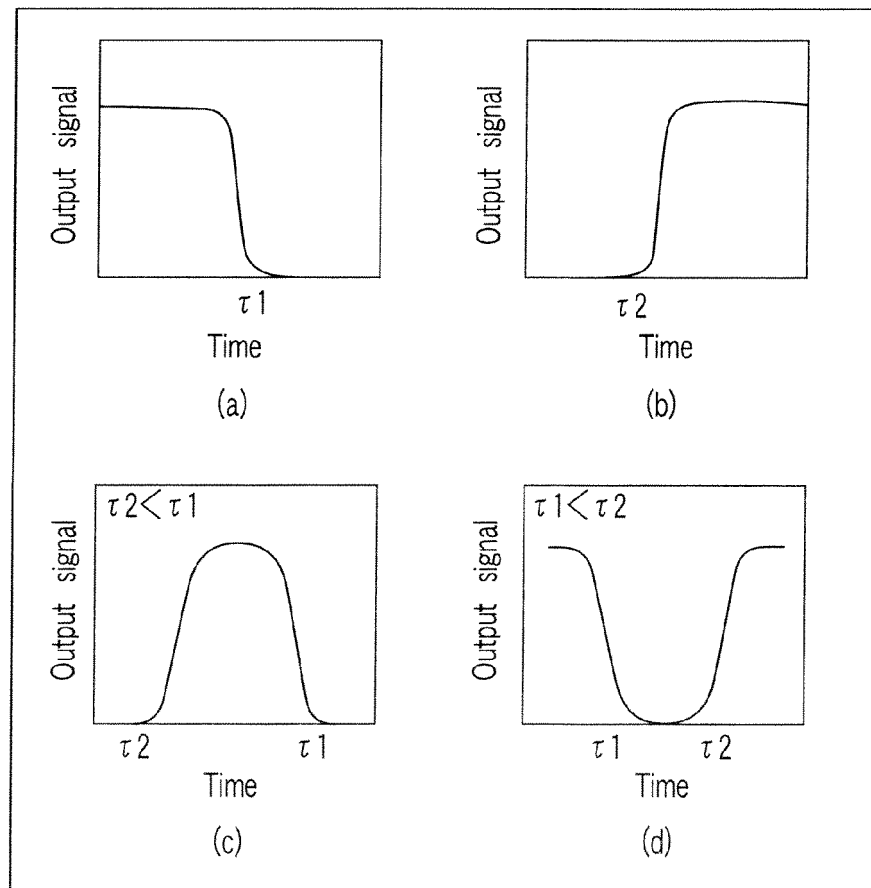 Output signal
τ1
Time
(a)
Output signal
τ2
Time
(b)
τ2<τ1
Output signal
τ2
τ1
Time
(c)
τ1<τ2
Output signal
τ1
τ2
Time
(d)